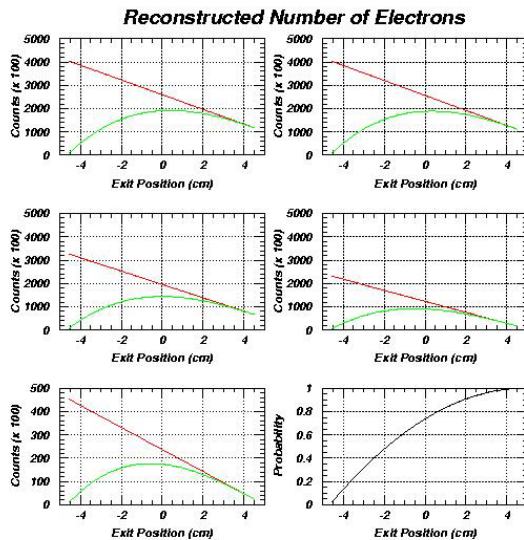 Reconstructed Number of Electrons
5000
4000
3000
2000
1000
0
Counts (x 100)
-4 -2 0 2 4
Exit Position (cm)
5000
4000
3000
2000
1000
0
Counts (x 100)
-4 -2 0 2 4
Exit Position (cm)
5000
4000
3000
2000
1000
0
Counts (x 100)
-4 -2 0 2 4
Exit Position (cm)
5000
4000
3000
2000
1000
0
Counts (x 100)
-4 -2 0 2 4
Exit Position (cm)
500
400
300
200
100
0
Counts (x 100)
-4 -2 0 2 4
Exit Position (cm)
1
0.8
0.6
0.4
0.2
0
Probability
-4 -2 0 2 4
Exit Position (cm)